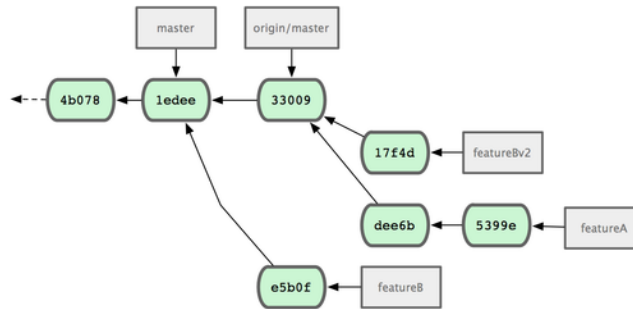 master
origin/master
4b078
1edee
33009
17f4d
featureBv2
dee6b
5399e
featureA
e5b0f
featureB